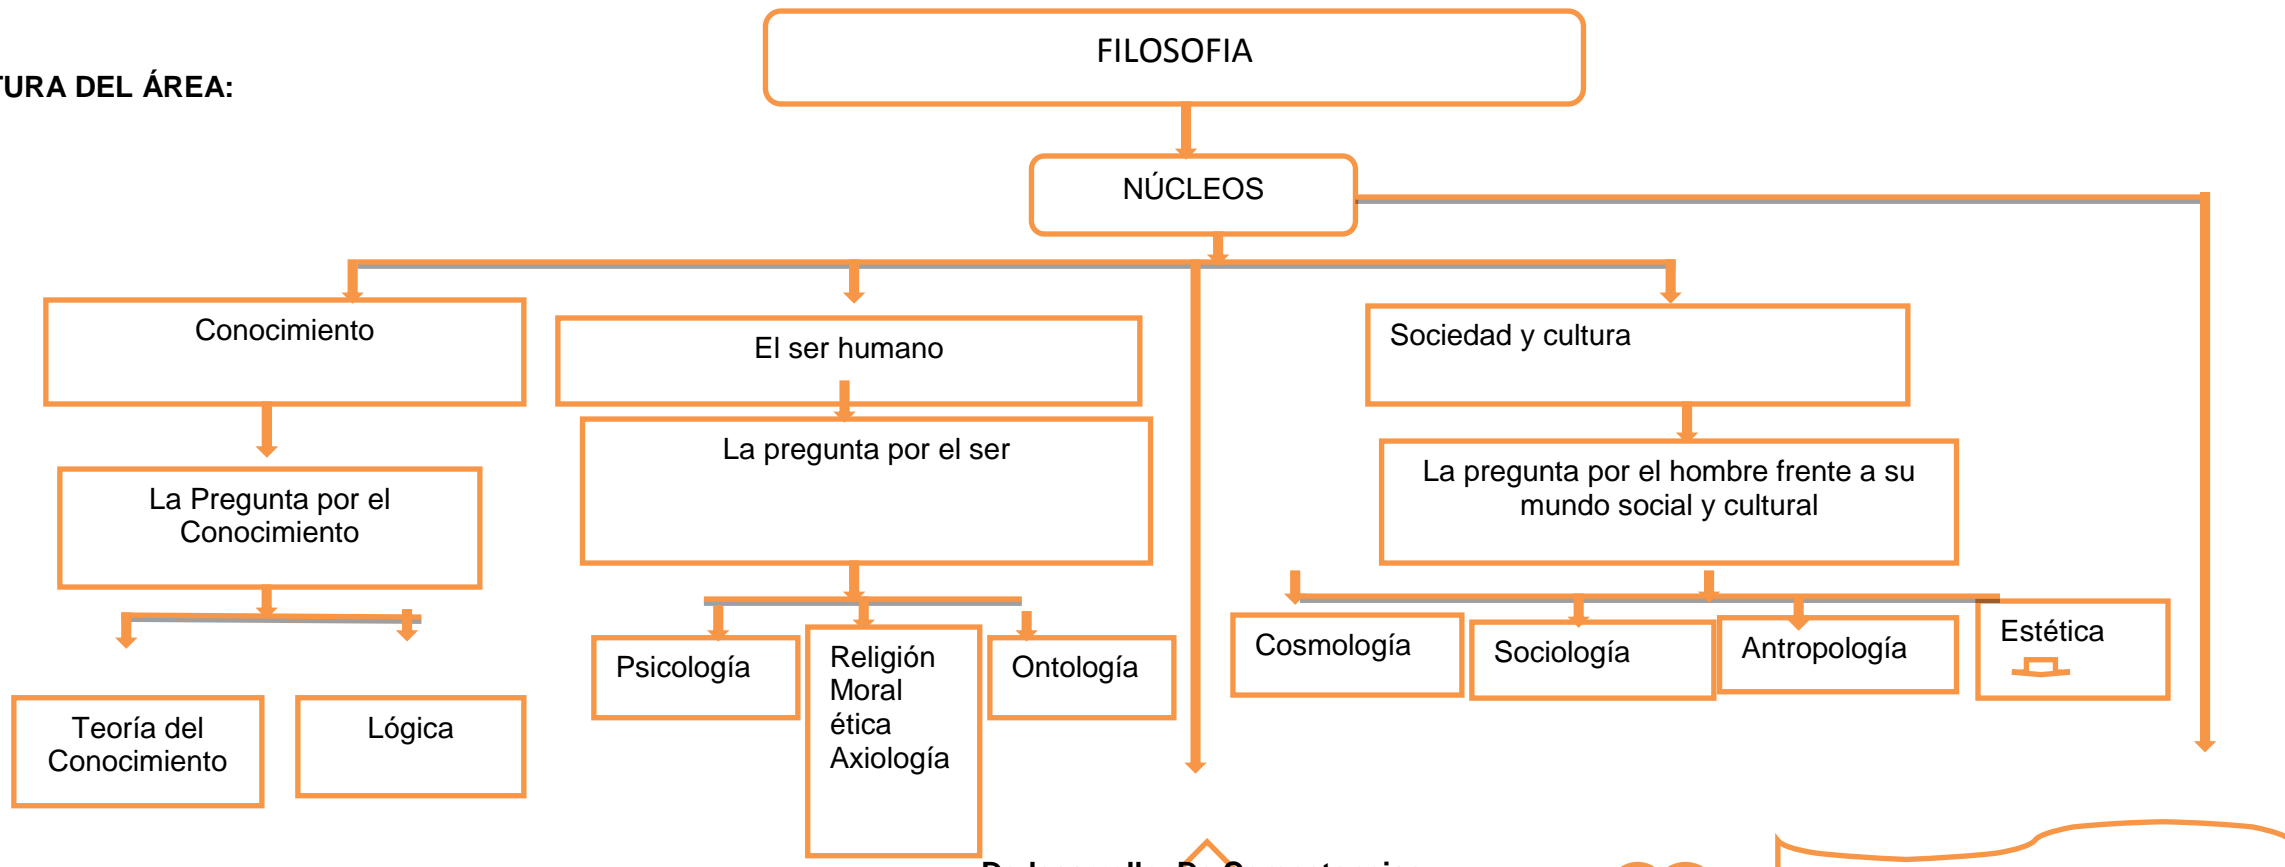 FILOSOFIA
TURA DEL ÁREA:
NÚCLEOS
Conocimiento
El ser humano
Sociedad y cultura
La Pregunta por el
Conocimiento
La pregunta por el ser
La pregunta por el hombre frente a su
mundo social y cultural
Teoría del
Conocimiento
Lógica
Psicología
Religión
Moral
ética
Axiología
Ontología
Cosmología
Sociología
Antropología
Estética